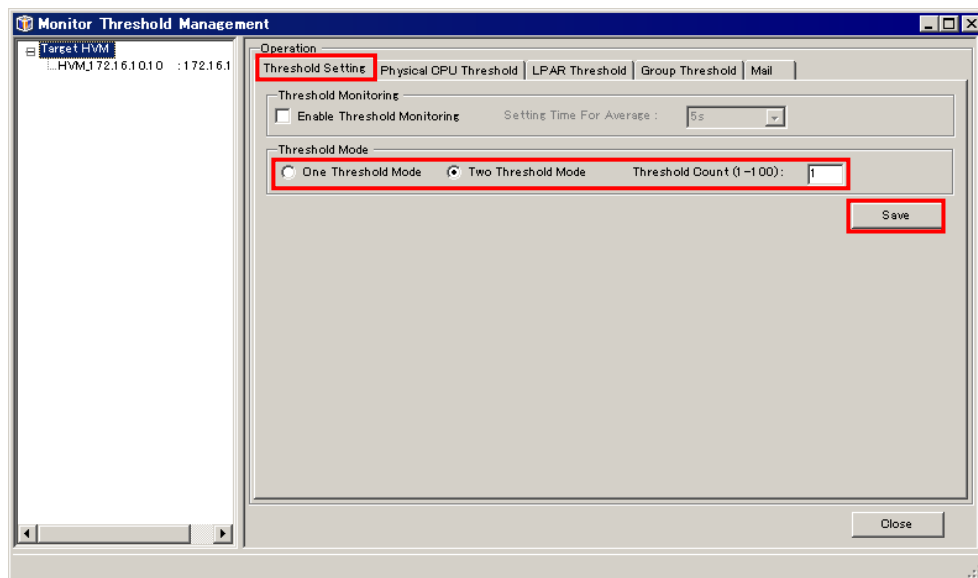 Monitor Threshold Management
Target HVM
HVM_172.16.10.10 :172.16.1
Operation
Threshold Setting Physical CPU Threshold LPAR Threshold Group Threshold Mail
Threshold Monitoring
Enable Threshold Monitoring Setting Time For Average : 5s
Threshold Mode
One Threshold Mode Two Threshold Mode Threshold Count (1-100) : 1
Save
Close